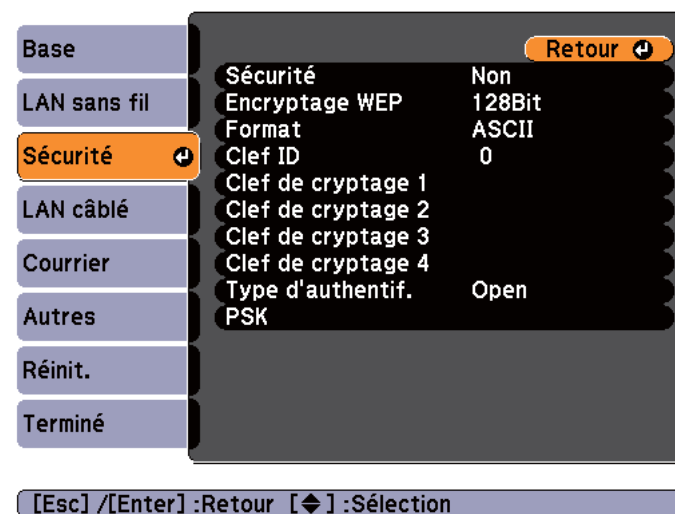 Base
LAN sans fil
Sécurité
LAN câblé
Courrier
Autres
Réinit.
Terminé
Retour
Sécurité Non
Encryptage WEP 128Bit
Format ASCII
Clef ID 0
Clef de cryptage 1
Clef de cryptage 2
Clef de cryptage 3
Clef de cryptage 4
Type d'authentif. Open
PSK
[Esc] /[Enter] :Retour [◆] :Sélection